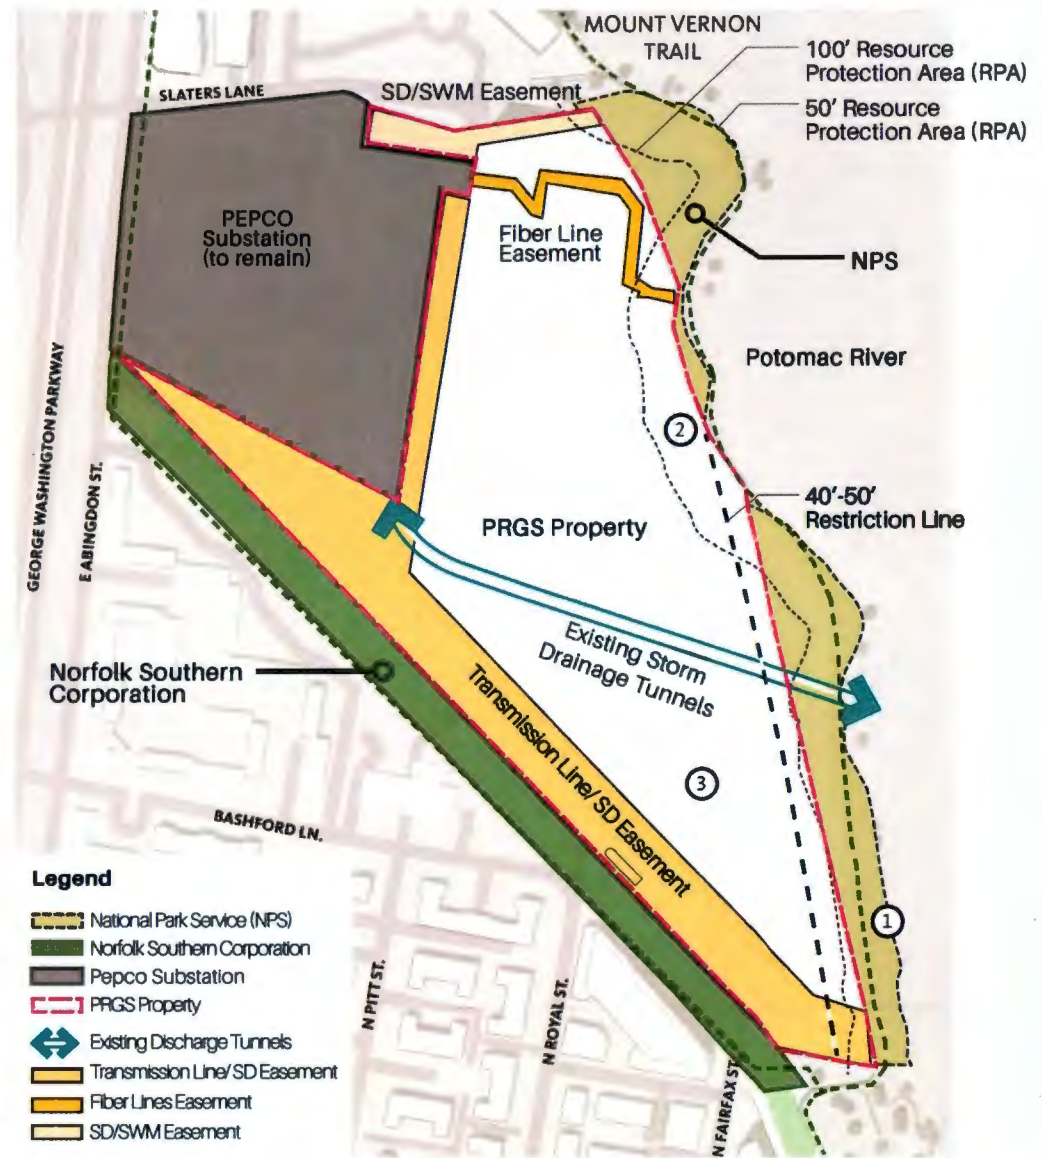 MOUNT VERNON
TRAIL
100' Resource
Protection Area (RPA)
50' Resource
Protection Area (RPA)
SLATERS LANE
SD/SWM Easement
PEPCO
Substation
(to remain)
Fiber Line
Easement
NPS
Potomac River
GEORGE WASHINGTON PARKWAY
E ABINGDON ST.
2
40'-50'
Restriction Line
PRGS Property
Existing Storm
Drainage Tunnels
Norfolk Southern
Corporation
Transmission Line/ SD Easement
3
BASHFORD LN.
1
N PITT ST.
N ROYAL ST.
N FAIRFAX ST.
Legend
National Park Service (NPS)
Norfolk Southern Corporation
Pepco Substation
PRGS Property
Existing Discharge Tunnels
Transmission Line/ SD Easement
Fiber Lines Easement
SD/SWM Easement